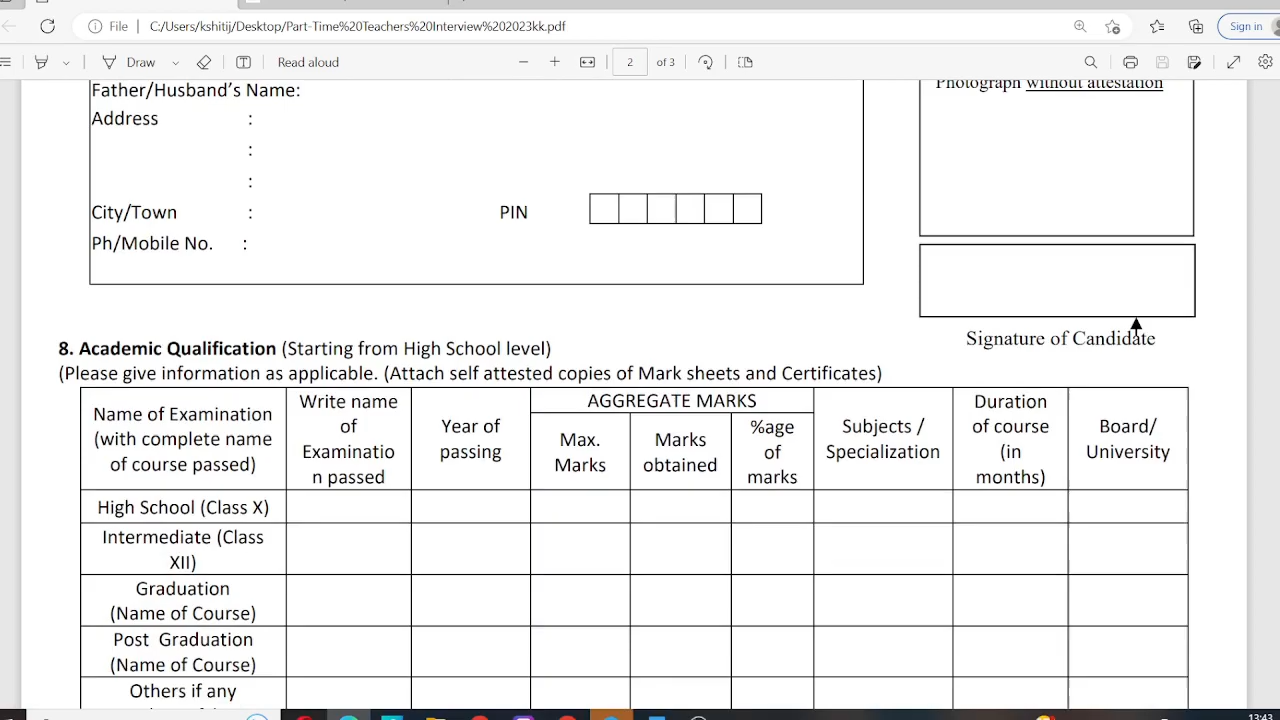 File C:/Users/kshitij/Desktop/Part-Time%20Teachers%20Interview%202023kk.pdf Sign in
Draw Read aloud 2 of 3
Father/Husband's Name:
Photograph without attestation
Address :
:
:
City/Town : PIN
Ph/Mobile No. :
Signature of Candidate
8. Academic Qualification (Starting from High School level)
(Please give information as applicable. (Attach self attested copies of Mark sheets and Certificates)
Name of Examination
(with complete name
of course passed)
Write name
of
Examinatio
n passed
Year of
passing
AGGREGATE MARKS
Max.
Marks
Marks
obtained
%age
of
marks
Subjects /
Specialization
Duration
of course
(in
months)
Board/
University
High School (Class X)
Intermediate (Class
XII)
Graduation
(Name of Course)
Post Graduation
(Name of Course)
Others if any
13:43